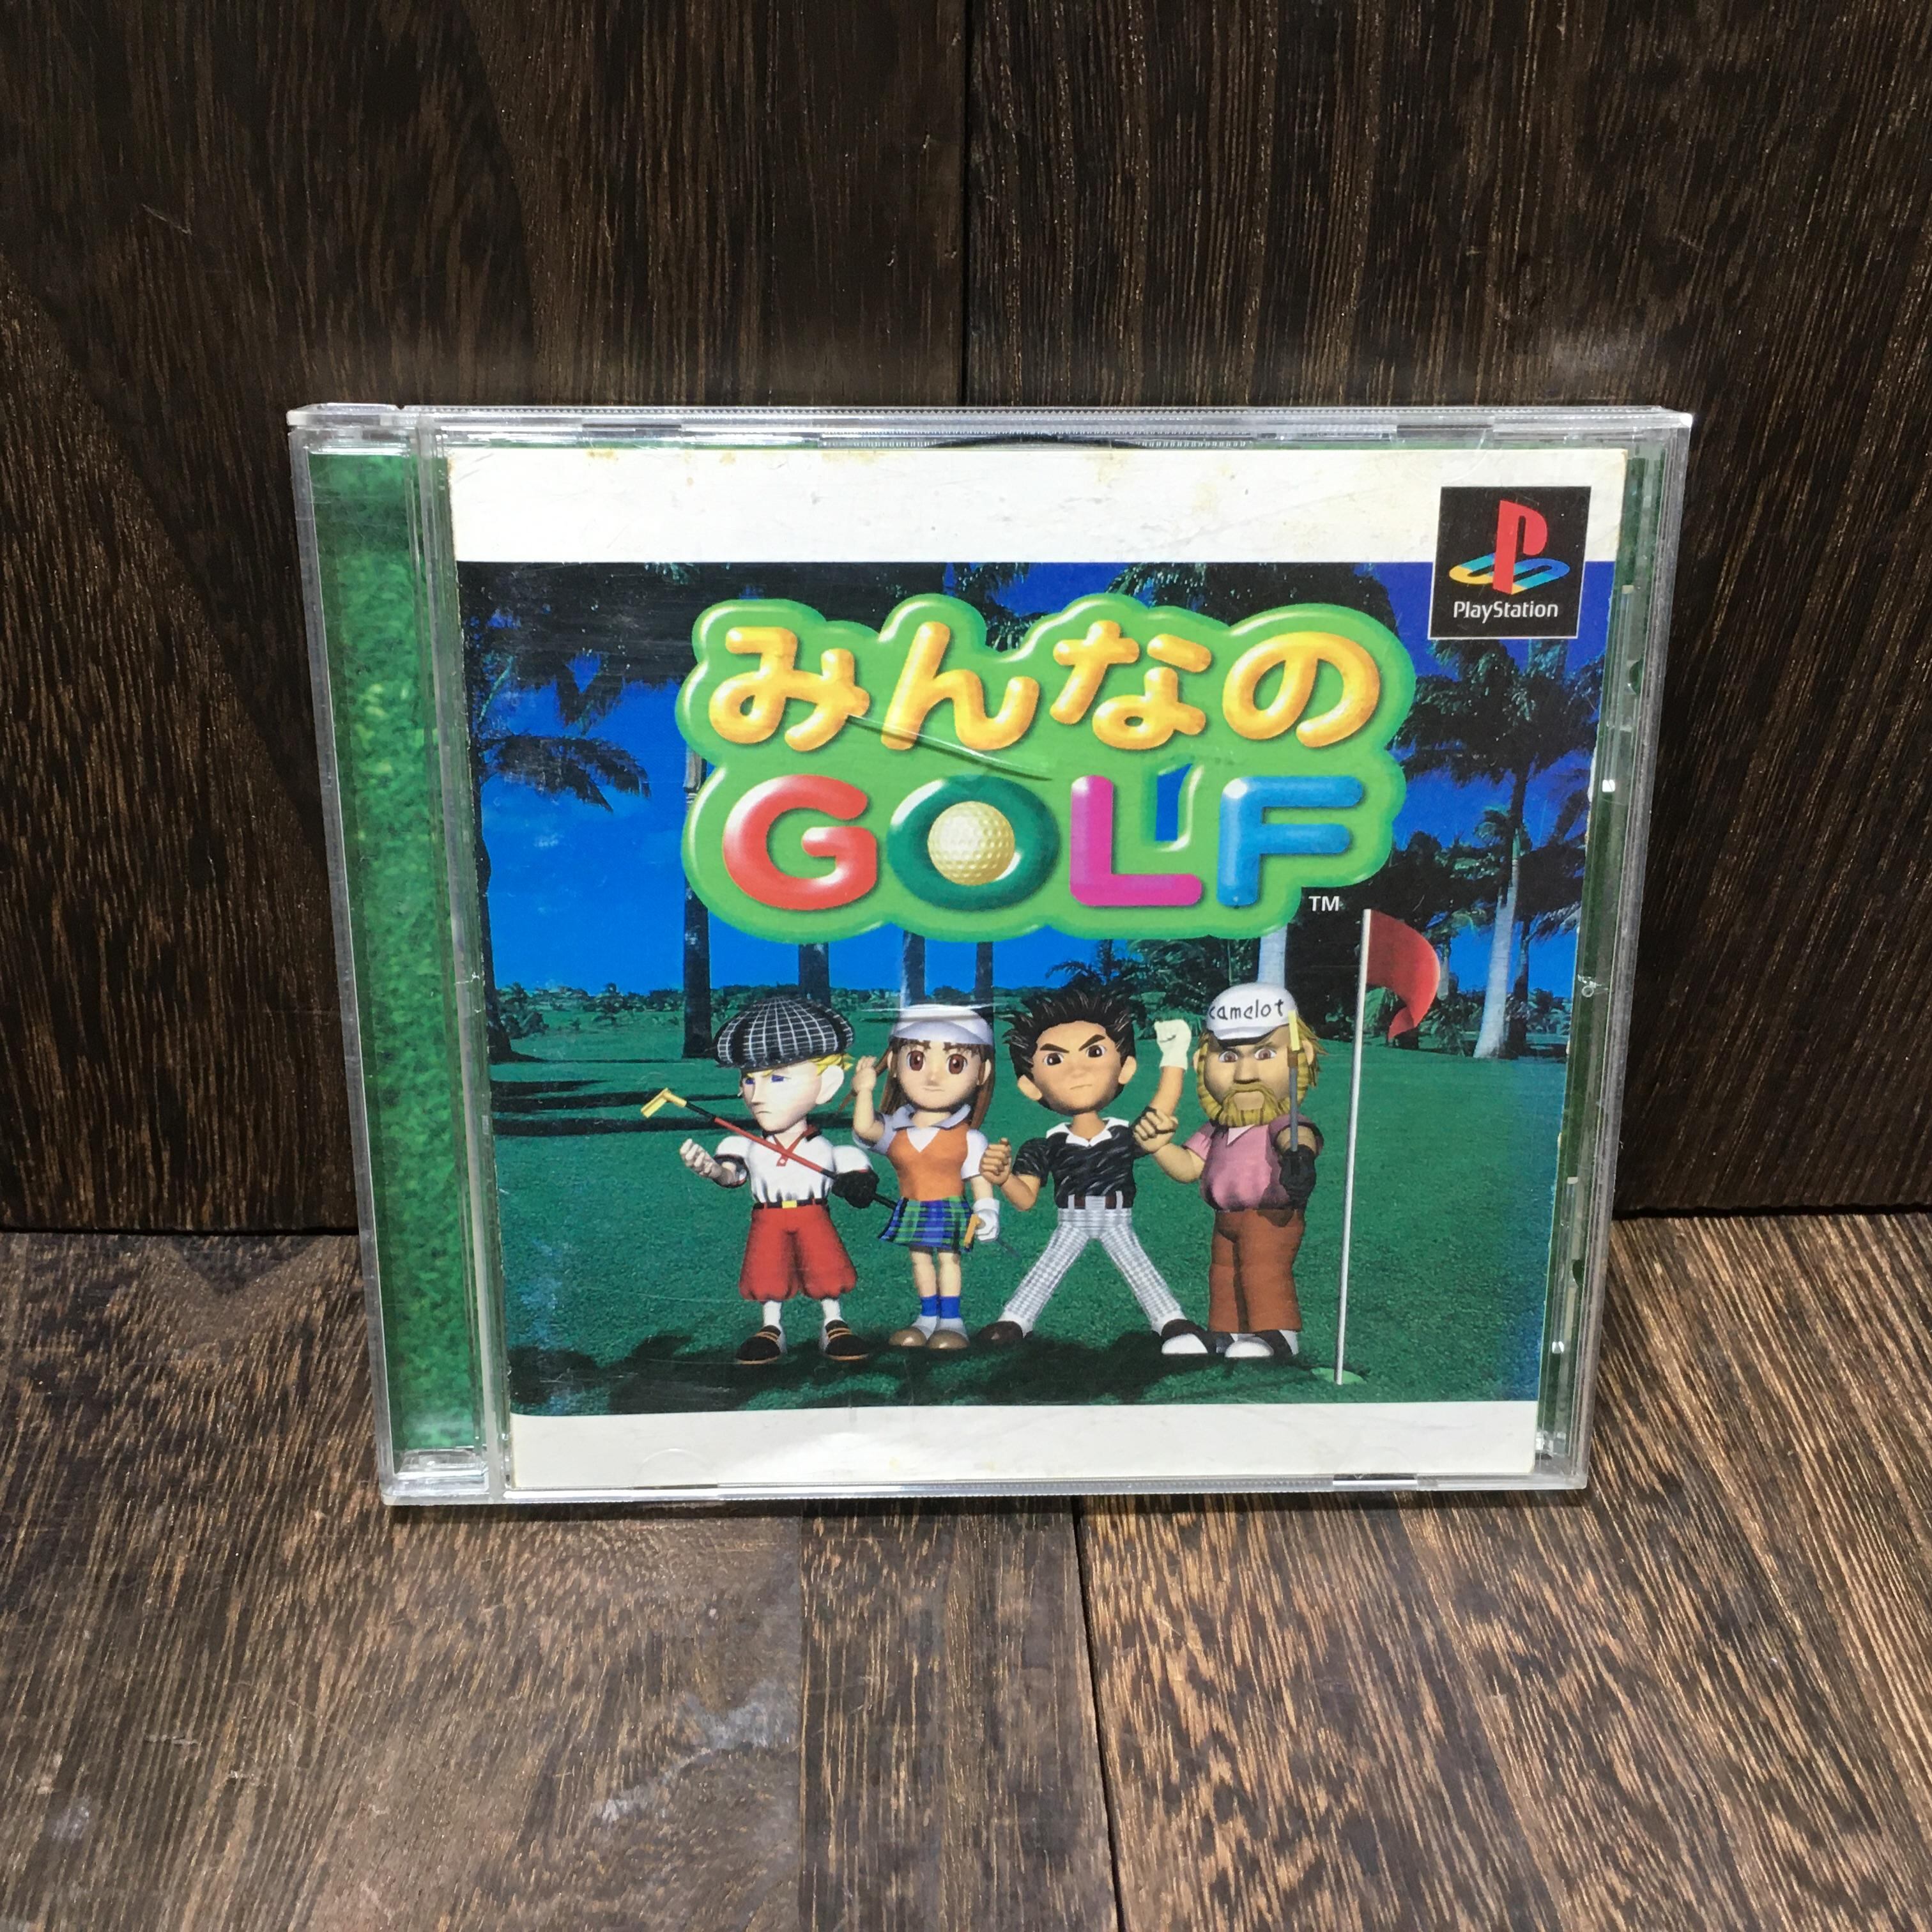 PlayStation
みんなの
GOLF
TM
camelot